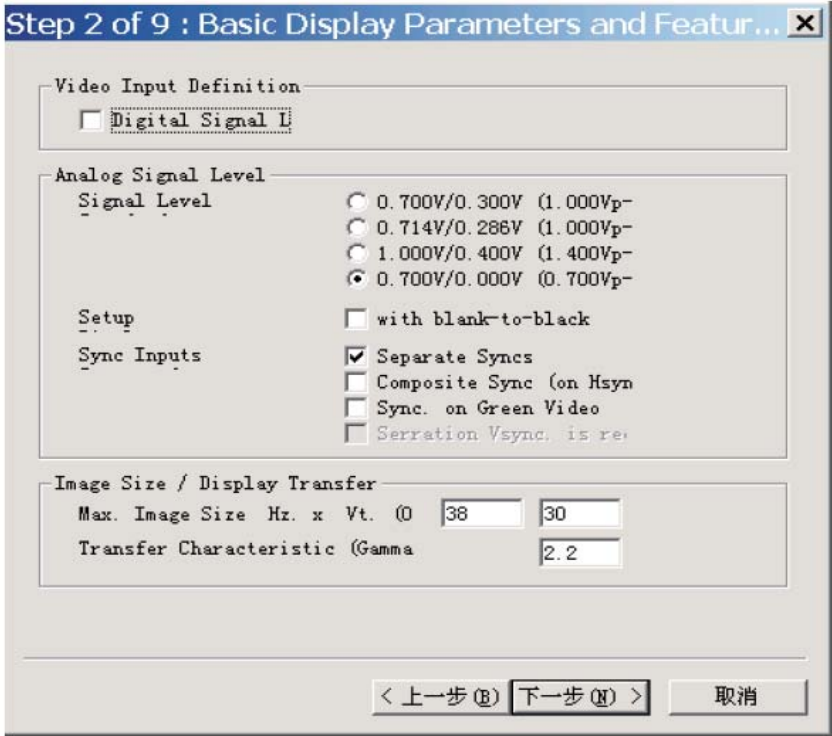 Step 2 of 9 : Basic Display Parameters and Featur...
Video Input Definition
Digital Signal L
Analog Signal Level
Signal Level
0.700V/0.300V (1.000Vp-
0.714V/0.286V (1.000Vp-
1.000V/0.400V (1.400Vp-
0.700V/0.000V (0.700Vp-
Setup
with blank-to-black
Sync Inputs
Separate Syncs
Composite Sync (on Hsyn
Sync. on Green Video
Serration Vsync. is re
Image Size / Display Transfer
Max. Image Size Hz. x Vt. (0 38 30
Transfer Characteristic (Gamma 2.2
< 上一步(B) 下一步(N) > 取消